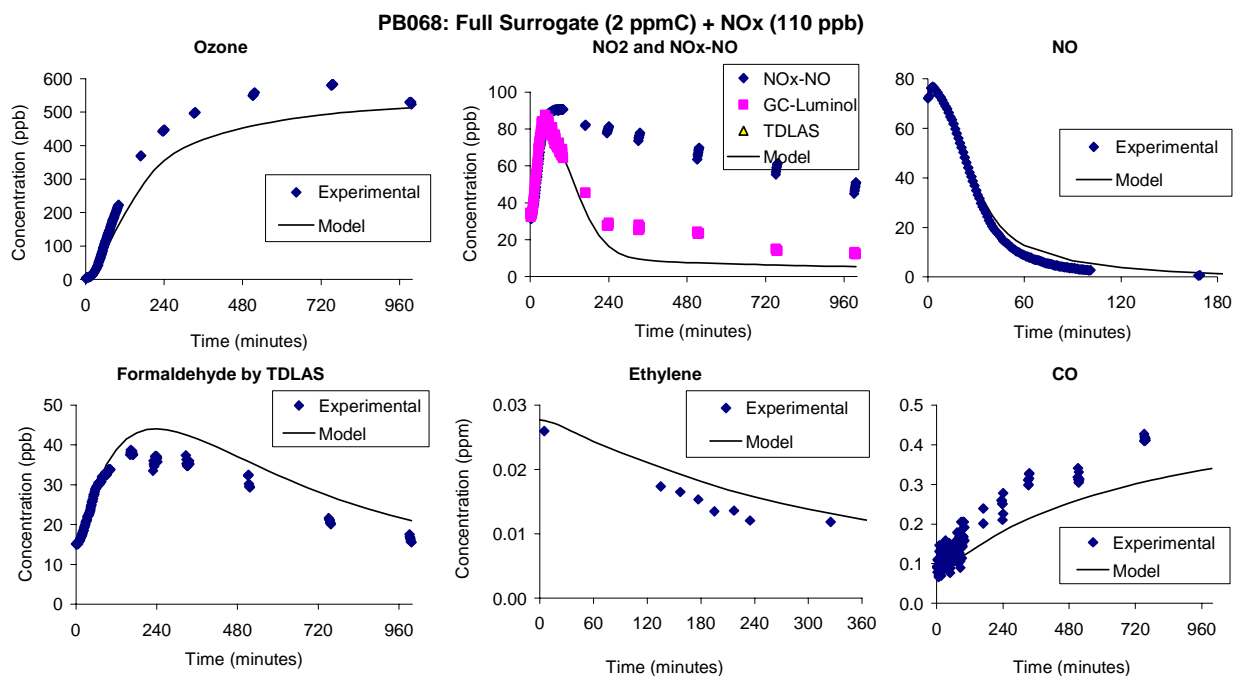 PB068: Full Surrogate (2 ppmC) + NOx (110 ppb)
Ozone
Concentration (ppb)
600
500
400
300
200
100
0
0 240 480 720 960
Time (minutes)
Experimental
Model
NO2 and NOx-NO
Concentration (ppb)
100
80
60
40
20
0
0 240 480 720 960
Time (minutes)
NOx-NO
GC-Luminol
TDLAS
Model
NO
80
60
40
20
0
0 60 120 180
Time (minutes)
Experimental
Model
Formaldehyde by TDLAS
Concentration (ppb)
50
40
30
20
10
0
0 240 480 720 960
Time (minutes)
Experimental
Model
Ethylene
Concentration (ppm)
0.03
0.02
0.01
0.00
0 60 120 180 240 300 360
Time (minutes)
Experimental
Model
CO
0.5
0.4
0.3
0.2
0.1
0.0
0 240 480 720 960
Time (minutes)
Experimental
Model